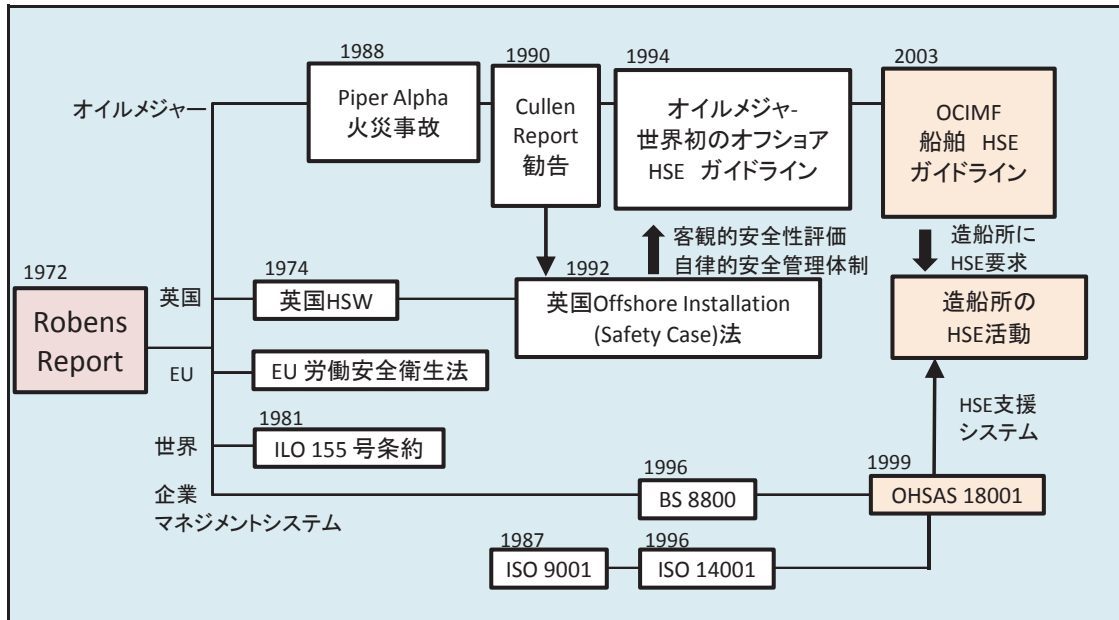 1988
Piper Alpha
火災事故
1990
Cullen
Report
勧告
1994
オイルメジャ-
世界初のオフショア
HSE ガイドライン
2003
OCIMF
船舶 HSE
ガイドライン
オイルメジャー
客観的安全性評価
自律的安全管理体制
造船所に
HSE要求
1972
Robens
Report
英国
1974
英国HSW
1992
英国Offshore Installation
(Safety Case)法
造船所の
HSE活動
EU
EU 労働安全衛生法
HSE支援
システム
世界
1981
ILO 155 号条約
企業
マネジメントシステム
1996
BS 8800
1999
OHSAS 18001
1987
ISO 9001
1996
ISO 14001